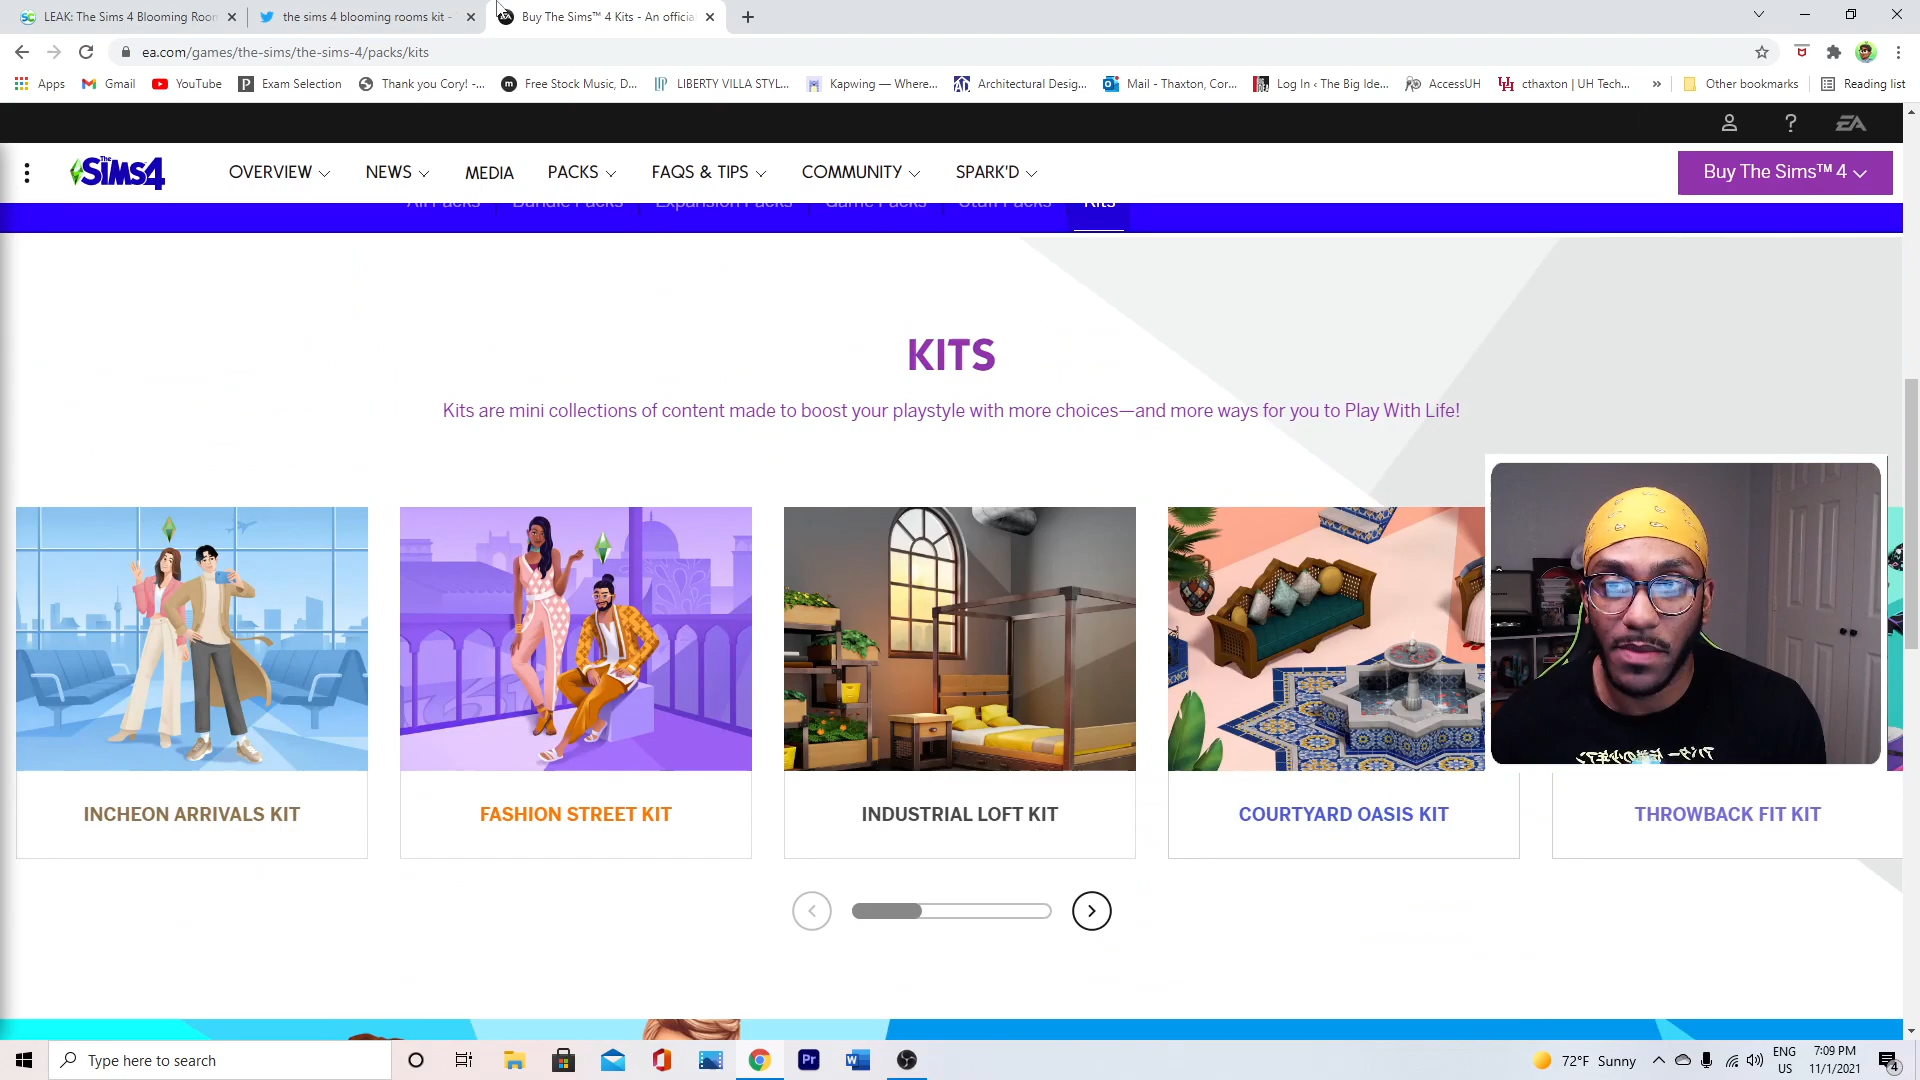 LEAK: The Sims 4 Blooming Roon
the sims 4 blooming rooms kit -
Buy The Sims™ 4 Kits - An officia
ea.com/games/the-sims/the-sims-4/packs/kits
Apps
Gmail
YouTube
Exam Selection
Thank you Cory! -...
Free Stock Music, D...
LIBERTY VILLA STYL...
Kapwing — Where...
Architectural Desig...
Mail - Thaxton, Cor...
Log In ‹ The Big Ide...
AccessUH
cthaxton | UH Tech...
»
Other bookmarks
Reading list
EA
The Sims 4
OVERVIEW
NEWS
MEDIA
PACKS
FAQS & TIPS
COMMUNITY
SPARK'D
Buy The Sims™ 4
All Packs
Bundle Packs
Expansion Packs
Game Packs
Stuff Packs
Kits
KITS
Kits are mini collections of content made to boost your playstyle with more choices—and more ways for you to Play With Life!
INCHEON ARRIVALS KIT
FASHION STREET KIT
INDUSTRIAL LOFT KIT
COURTYARD OASIS KIT
THROWBACK FIT KIT
Type here to search
72°F Sunny
ENG
US
7:09 PM
11/1/2021
4